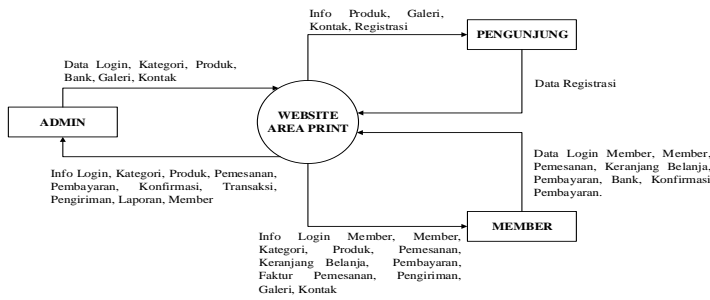 Info Produk, Galeri,
Kontak, Registrasi
PENGUNJUNG
Data Login, Kategori, Produk,
Bank, Galeri, Kontak
Data Registrasi
ADMIN
WEBSITE
AREA PRINT
Info Login, Kategori, Produk, Pemesanan,
Pembayaran, Konfirmasi, Transaksi,
Pengiriman, Laporan, Member
Data Login Member, Member,
Pemesanan, Keranjang Belanja,
Pembayaran, Bank, Konfirmasi
Pembayaran.
MEMBER
Info Login Member, Member,
Kategori, Produk, Pemesanan,
Keranjang Belanja, Pembayaran,
Faktur Pemesanan, Pengiriman,
Galeri, Kontak